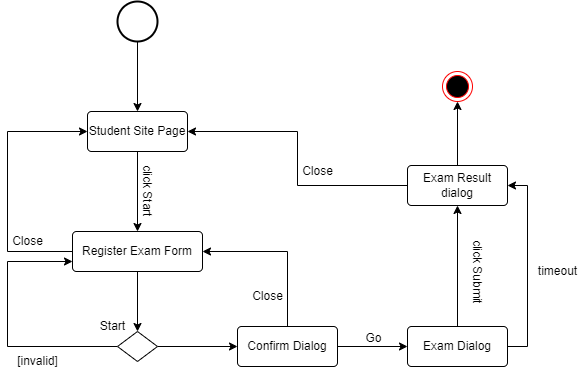 Student Site Page
click Start
Close
Exam Result
dialog
Close
Register Exam Form
click Submit
timeout
Close
Start
Go
Confirm Dialog
Exam Dialog
[invalid]